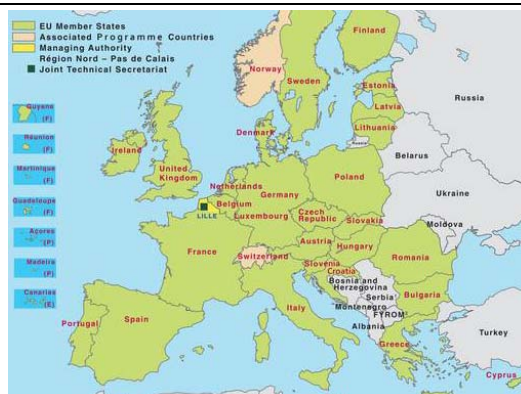 EU Member States
Associated Programme Countries
Managing Authority
Région Nord – Pas de Calais
Joint Technical Secretariat
Finland
Norway
Sweden
Russia
Estonia
Latvia
Lithuania
Russia
Denmark
Belarus
Guyane
(F)
Réunion
(F)
Martinique
(F)
Guadeloupe
(F)
Açores
(P)
Madeira
(P)
Canarias
(E)
Ireland
United
Kingdom
Netherlands
Belgium
LILLE
Luxembourg
Germany
Poland
Ukraine
Czech
Republic
Slovakia
Moldova
France
Switzerland
Austria
Hungary
Slovenia
Croatia
Romania
Bosnia and
Herzegovina
Serbia
Montenegro
FYROM
Bulgaria
Albania
Italy
Portugal
Spain
Greece
Turkey
Cyprus